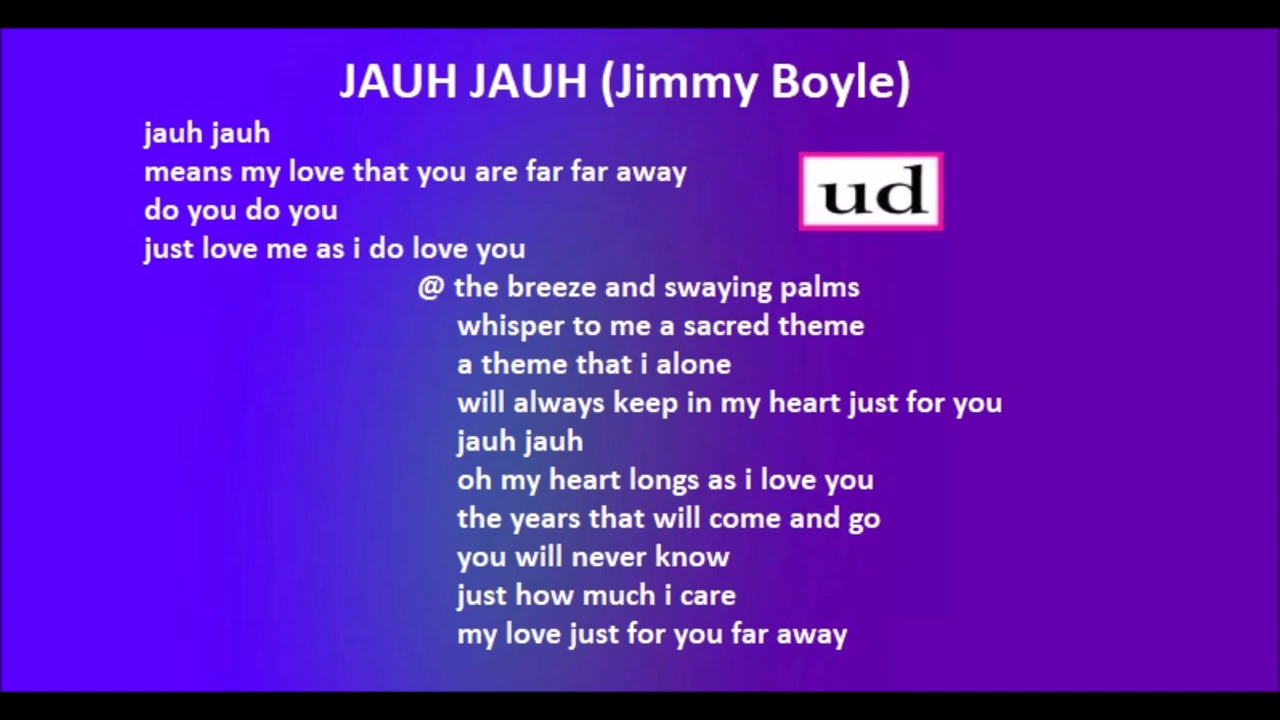 JAUH JAUH (Jimmy Boyle)
jauh jauh
means my love that you are far far away
ud
do you do you
just love me as i do love you
@ the breeze and swaying palms
whisper to me a sacred theme
a theme that i alone
will always keep in my heart just for you
jauh jauh
oh my heart longs as i love you
the years that will come and go
you will never know
just how much i care
my love just for you far away